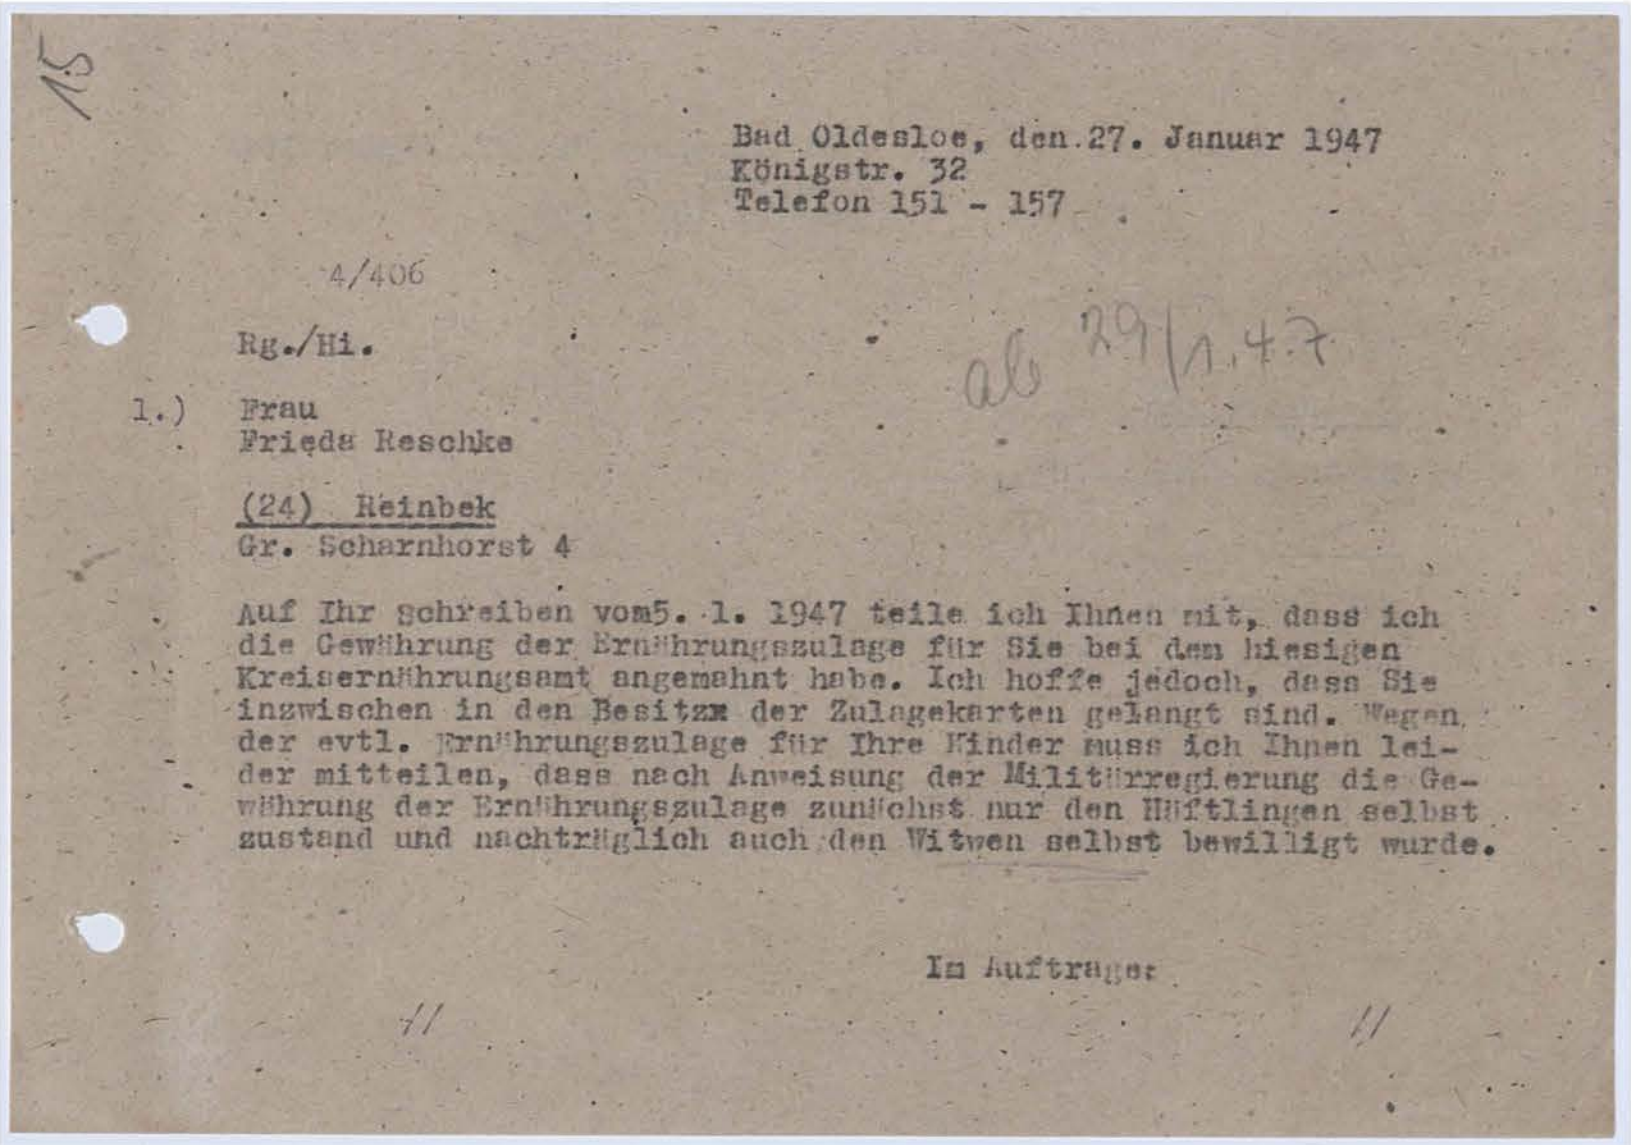 15
Bad Oldesloe, den 27. Januar 1947
Königstr. 32
Telefon 151 - 157
4/406
Rg./Hi.
ab 29/1.47
1.) Frau
Frieda Reschke
(24) Reinbek
Gr. Scharnhorst 4
Auf Ihr Schreiben vom5. 1. 1947 teile ich Ihnen mit, dass ich
die Gewährung der Ernährungszulage für Sie bei dem hiesigen
Kreisernährungsamt angemahnt habe. Ich hoffe jedoch, dass Sie
inzwischen in den Besitzx der Zulagekarten gelangt sind. Wegen
der evtl. Ernährungszulage für Ihre Kinder muss ich Ihnen lei-
der mitteilen, dass nach Anweisung der Militärregierung die Ge-
währung der Ernährungszulage zunächst nur den Häftlingen selbst
zustand und nachträglich auch den Witwen selbst bewilligt wurde.
Im Auftrage: